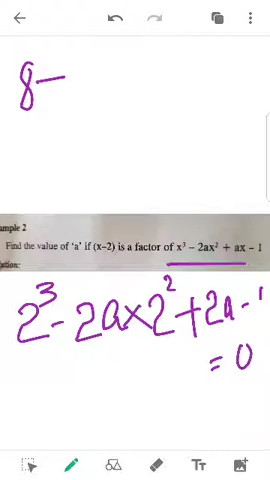 8 -
ample 2
Find the value of 'a' if (x–2) is a factor of x³ – 2ax² + ax – 1
ution:
2³ - 2a×2² + 2a - 1
= 0